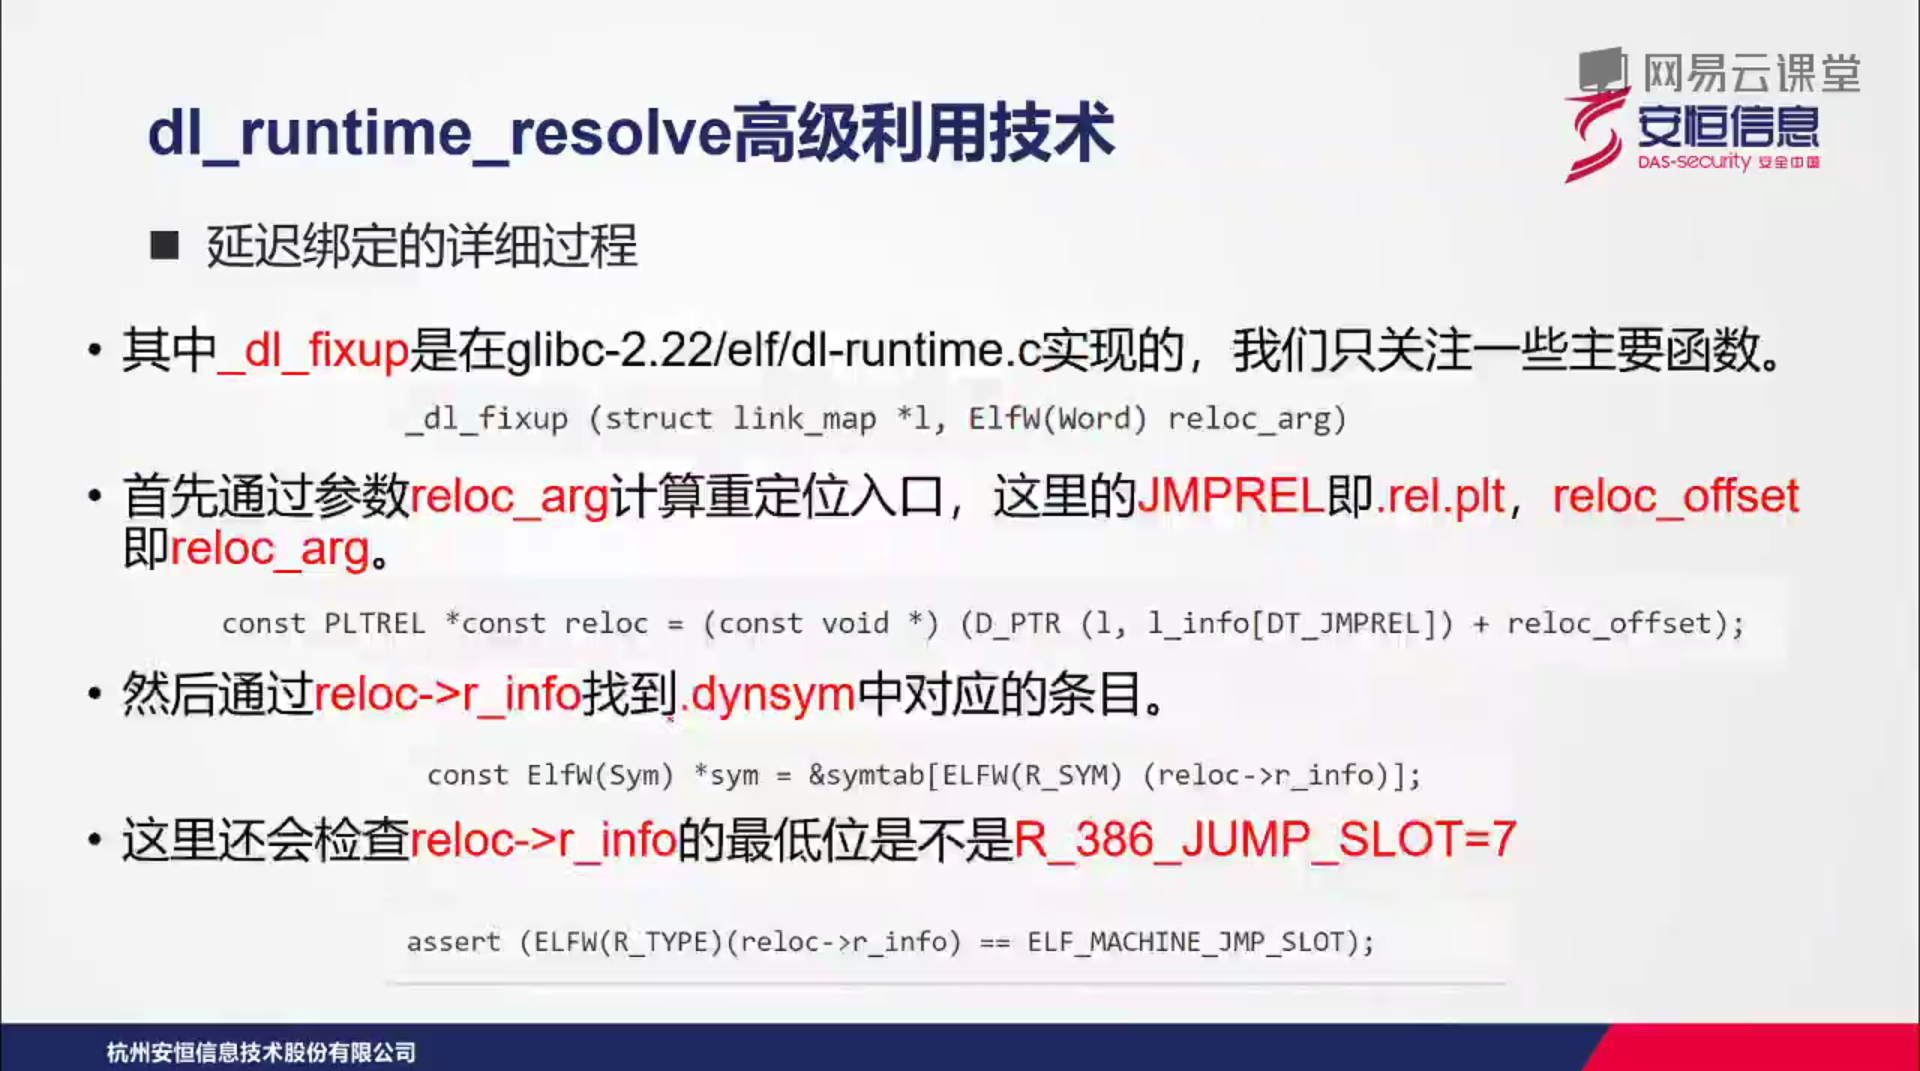 网易云课堂
安恒信息
DAS-security 安全中国
dl_runtime_resolve高级利用技术
■ 延迟绑定的详细过程
• 其中_dl_fixup是在glibc-2.22/elf/dl-runtime.c实现的，我们只关注一些主要函数。
_dl_fixup (struct link_map *l, ElfW(Word) reloc_arg)
• 首先通过参数reloc_arg计算重定位入口，这里的JMPREL即.rel.plt，reloc_offset
即reloc_arg。
const PLTREL *const reloc = (const void *) (D_PTR (l, l_info[DT_JMPREL]) + reloc_offset);
• 然后通过reloc->r_info找到.dynsym中对应的条目。
const ElfW(Sym) *sym = &symtab[ELFW(R_SYM) (reloc->r_info)];
• 这里还会检查reloc->r_info的最低位是不是R_386_JUMP_SLOT=7
assert (ELFW(R_TYPE)(reloc->r_info) == ELF_MACHINE_JMP_SLOT);
杭州安恒信息技术股份有限公司